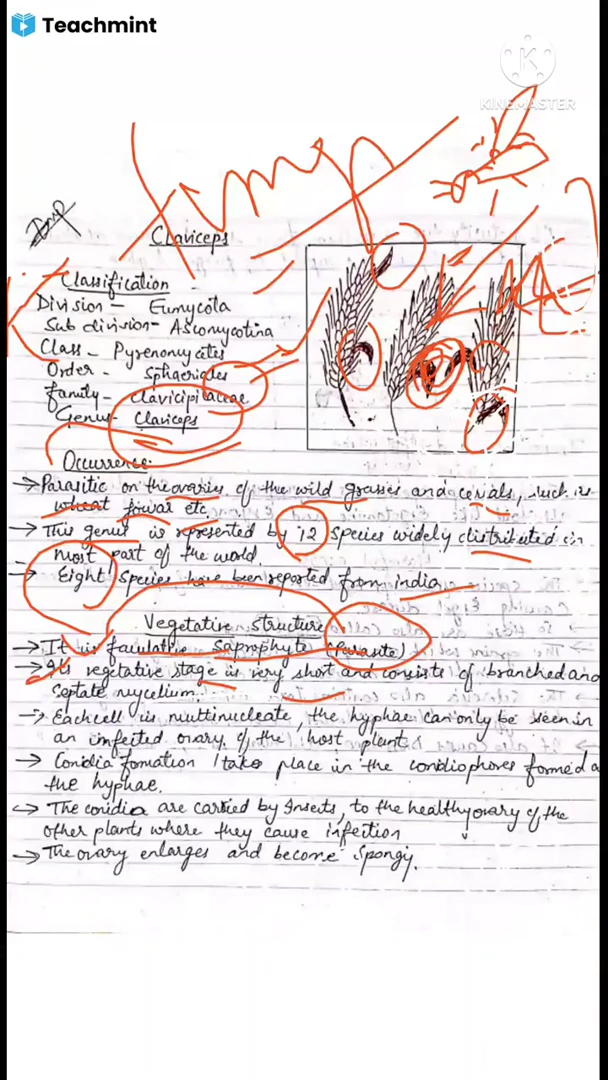 Teachmint
KINEMASTER
Imp
Imp
Claviceps
Classification
Division - Eumycota
Sub division - Ascomycotina
Class - Pyrenomycetes
Order - Sphaeriales
family - Clavicipitaceae
Genus - Claviceps
Occurrence
→ Parasitic on the ovaries of the wild grasses and cerials, such as
wheat jowar etc.
→ This genus is represented by 12 species widely distributed in
most part of the world.
→ Eight Species have been reported from india
Vegetative structure
→ It is facultative saprophyte (Parasite)
→ Its vegetative stage is very short and consists of branched and
septate mycelium.
→ Each cell is multinucleate, the hyphae can only be seen in
an infected ovary of the host plant
→ Conidia fomation take place in the conidiophores formed
the hyphae.
→ The conidia are carried by Insects, to the healthy ovary of the
other plants where they cause infection
→ The ovary enlarges and become Spongy.